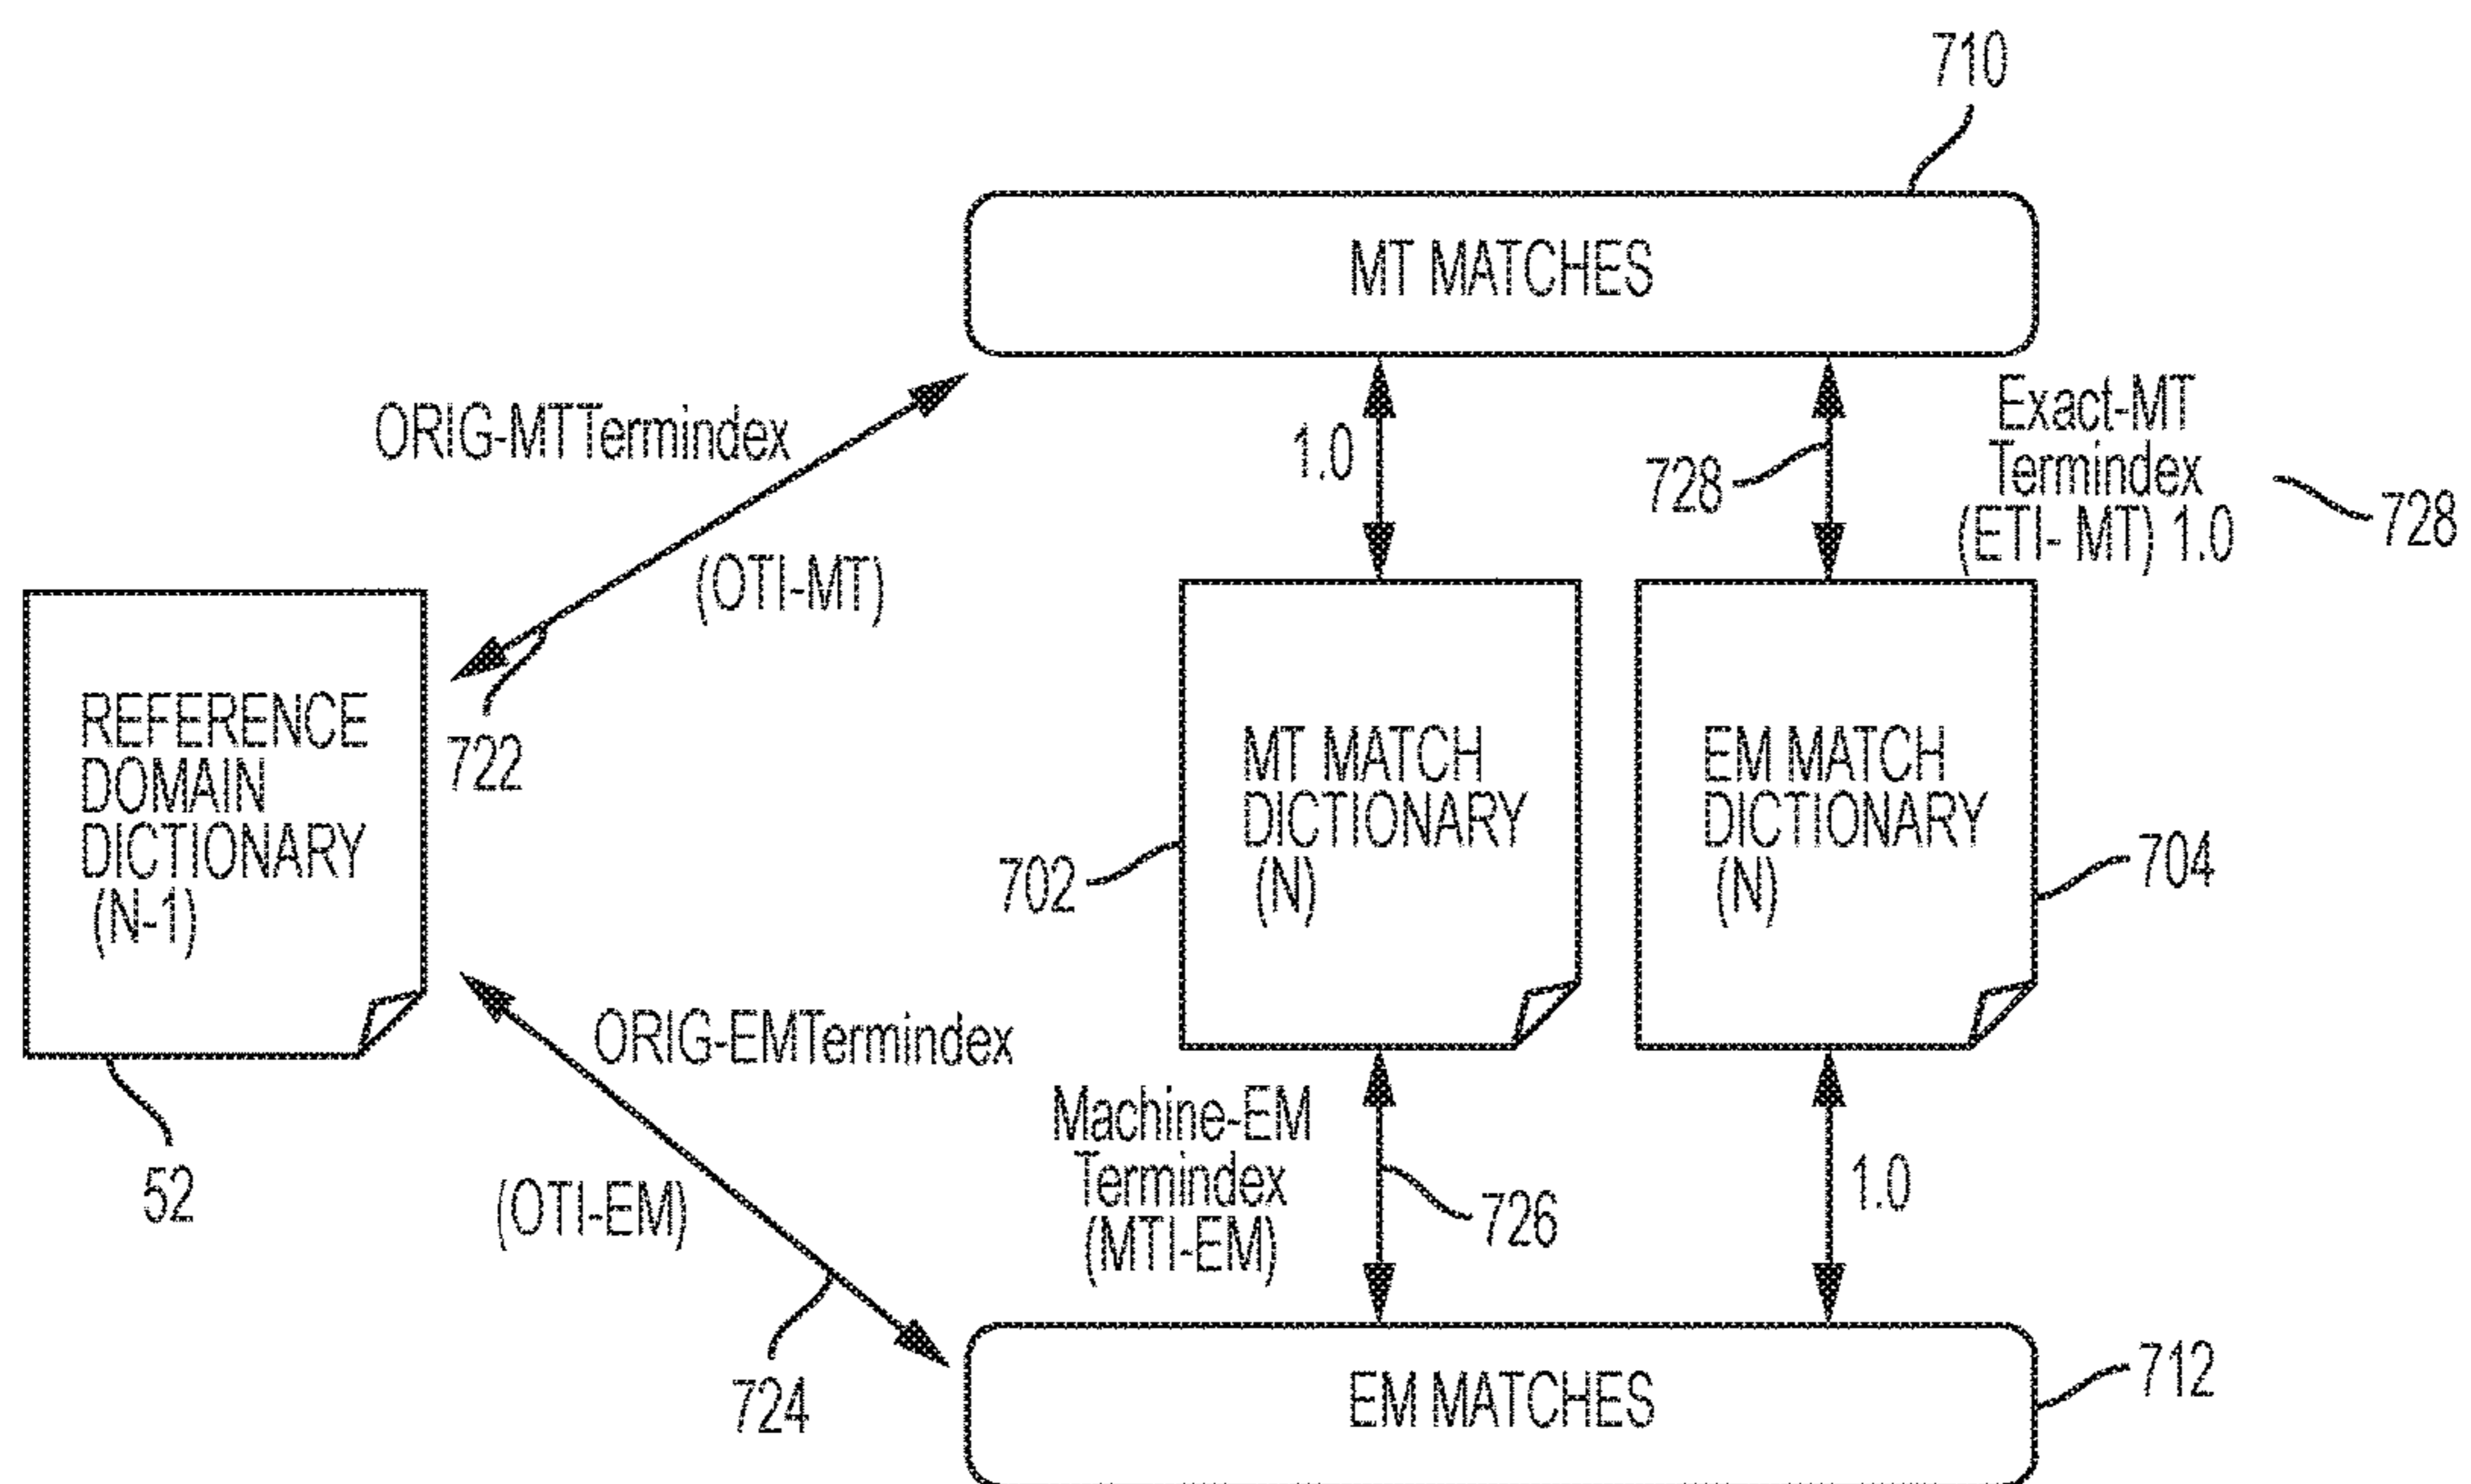 710
MT MATCHES
ORIG-MTTermindex
(OTI-MT)
722
1.0
728
Exact-MT
Termindex
(ETI- MT) 1.0
728
REFERENCE
DOMAIN
DICTIONARY
(N-1)
52
MT MATCH
DICTIONARY
(N)
702
EM MATCH
DICTIONARY
(N)
704
ORIG-EMTermindex
(OTI-EM)
724
Machine-EM
Termindex
(MTI-EM)
726
1.0
EM MATCHES
712